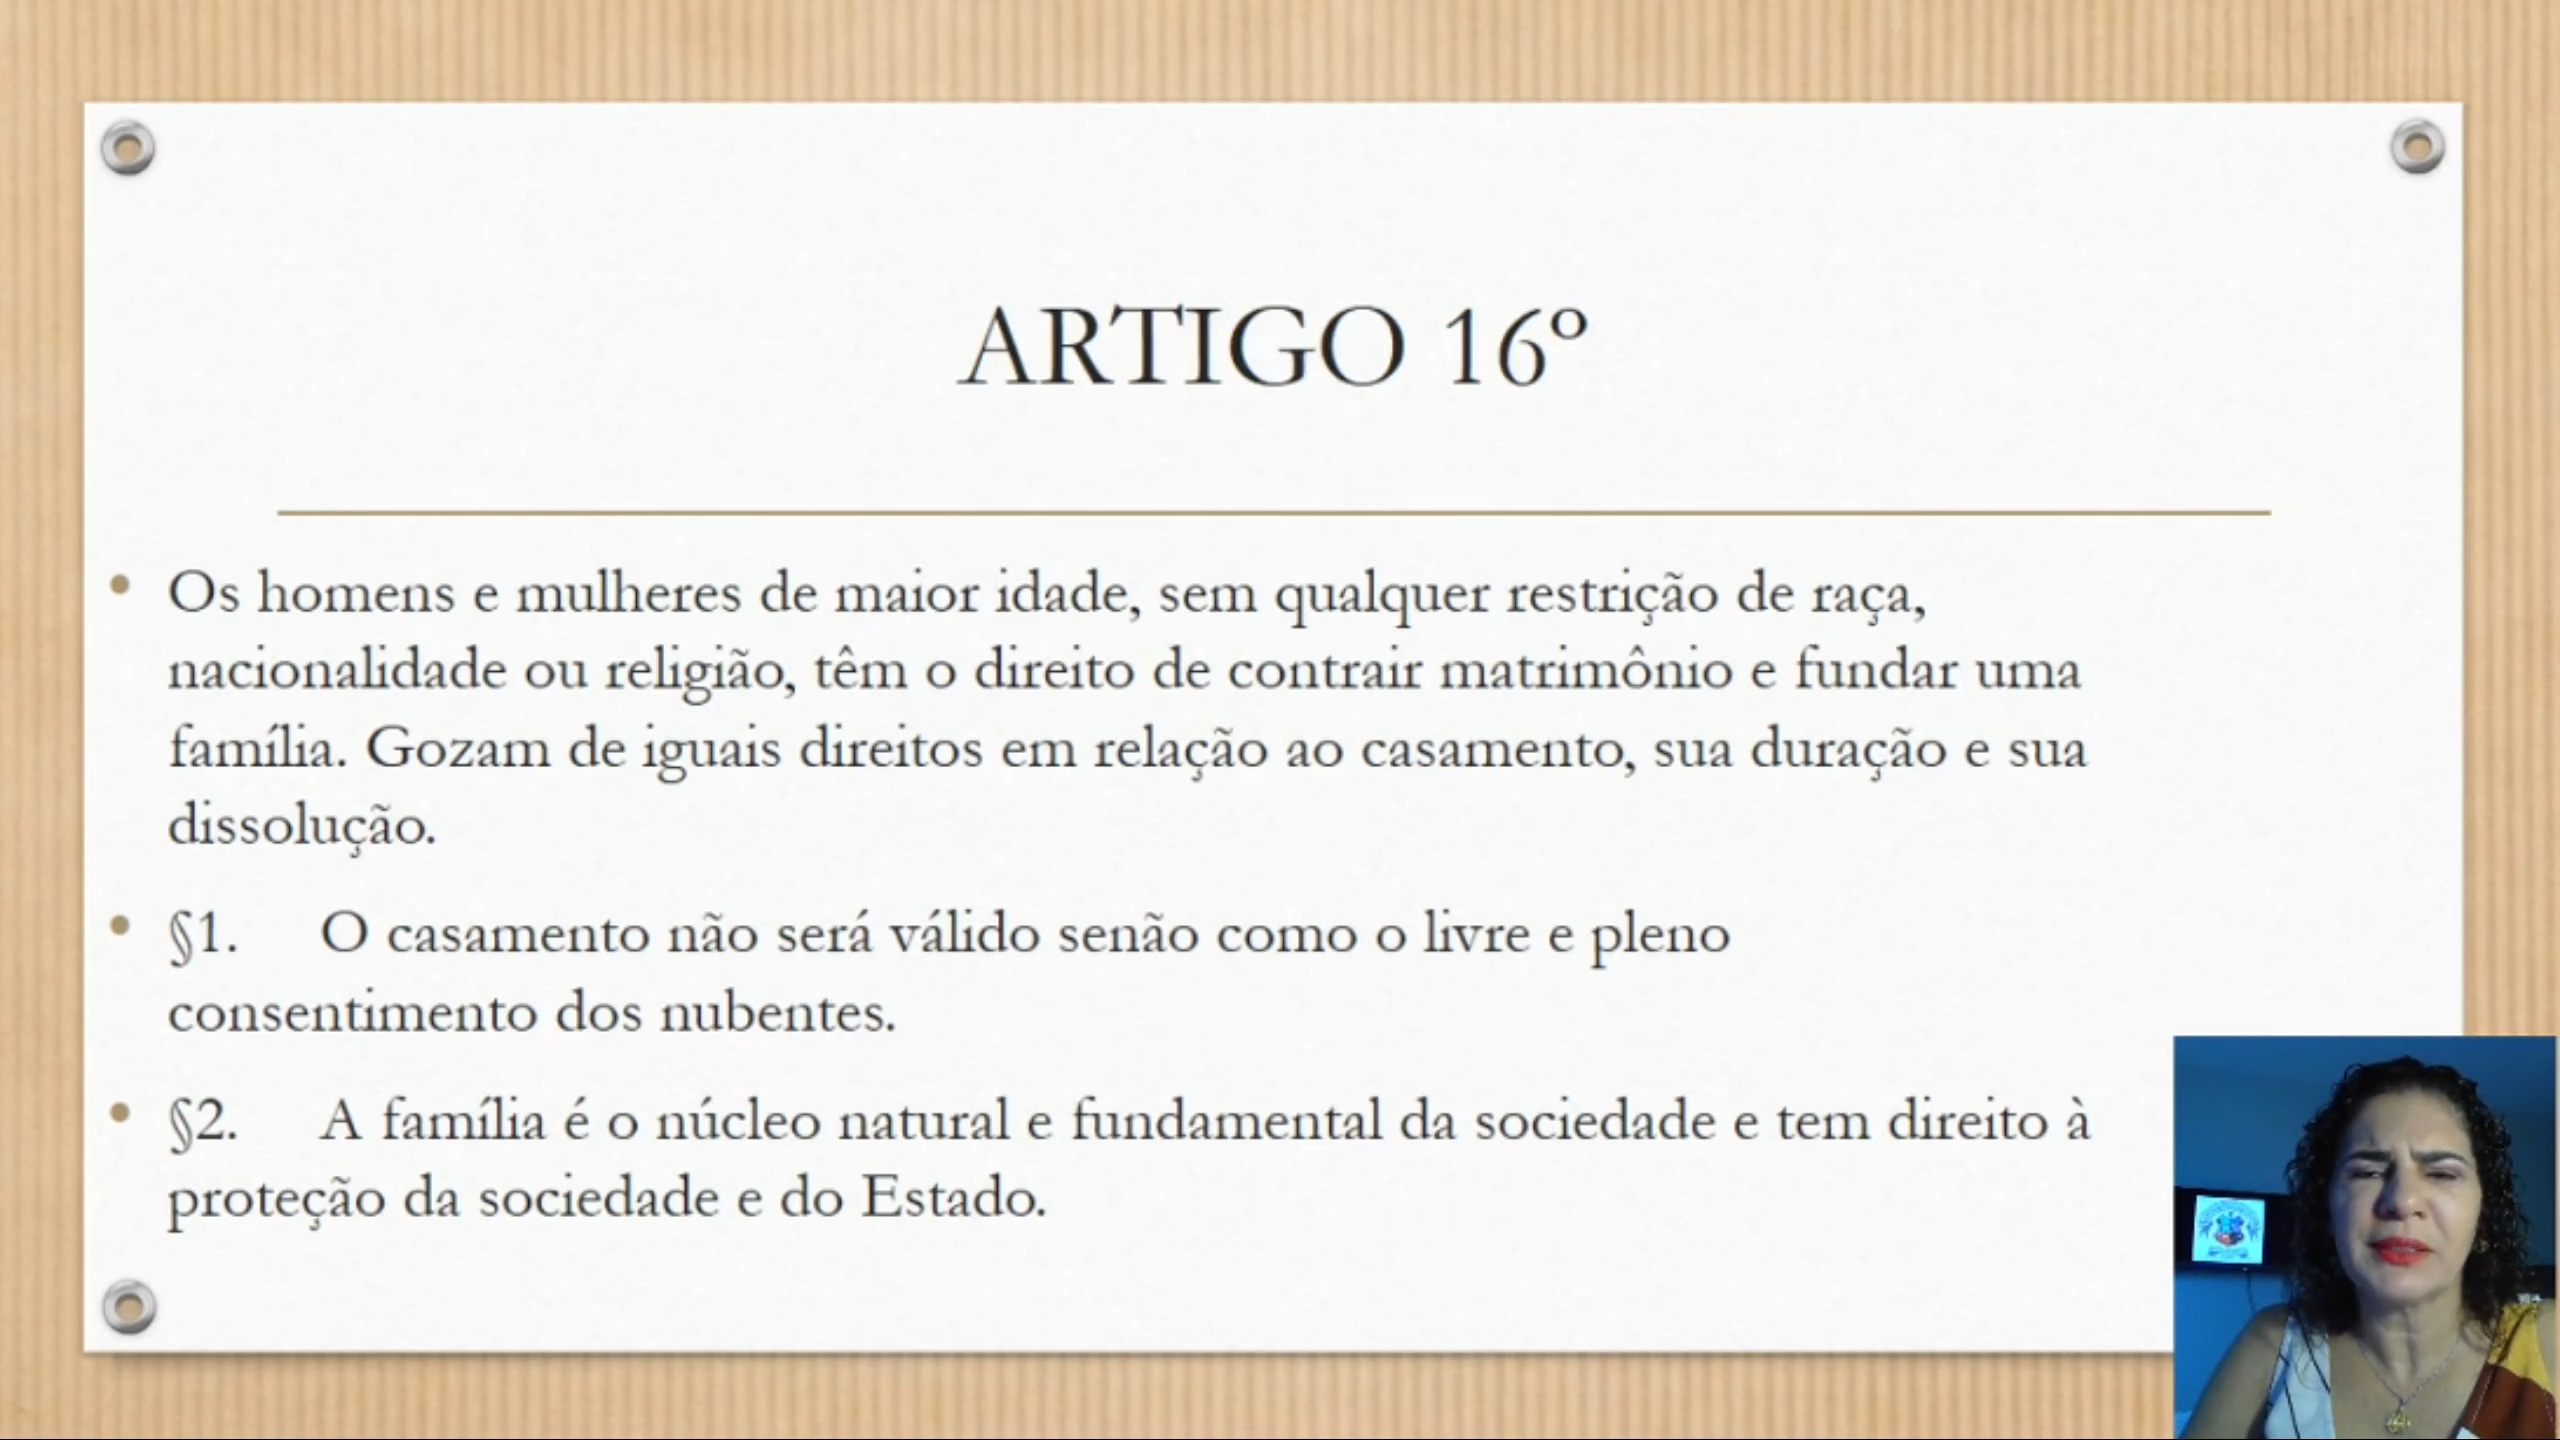 ARTIGO 16º
• Os homens e mulheres de maior idade, sem qualquer restrição de raça,
nacionalidade ou religião, têm o direito de contrair matrimônio e fundar uma
família. Gozam de iguais direitos em relação ao casamento, sua duração e sua
dissolução.
• §1. O casamento não será válido senão como o livre e pleno
consentimento dos nubentes.
• §2. A família é o núcleo natural e fundamental da sociedade e tem direito à
proteção da sociedade e do Estado.